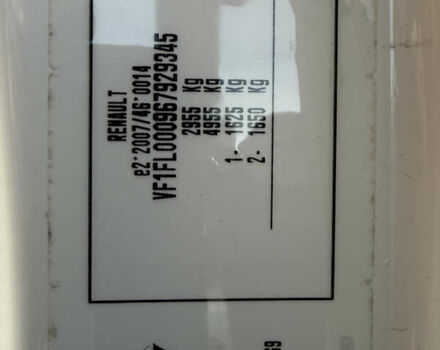 RENAULT
e2*2007/46*0014
VF1FL000967929345
2955 Kg
4955 Kg
1- 1625 Kg
2- 1650 Kg